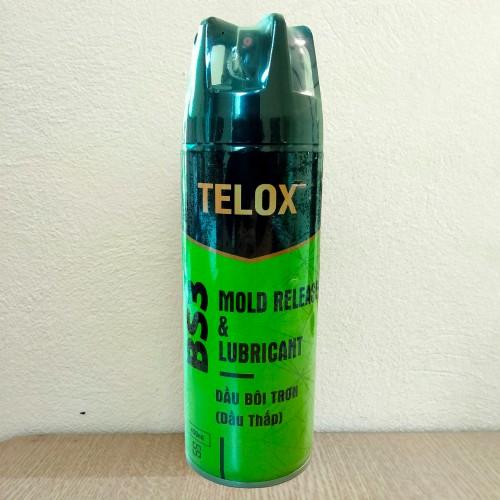 TELOX
BS3
MOLD RELEASE
&
LUBRICANT
DẦU BÔI TRƠN
(Dầu Thấp)